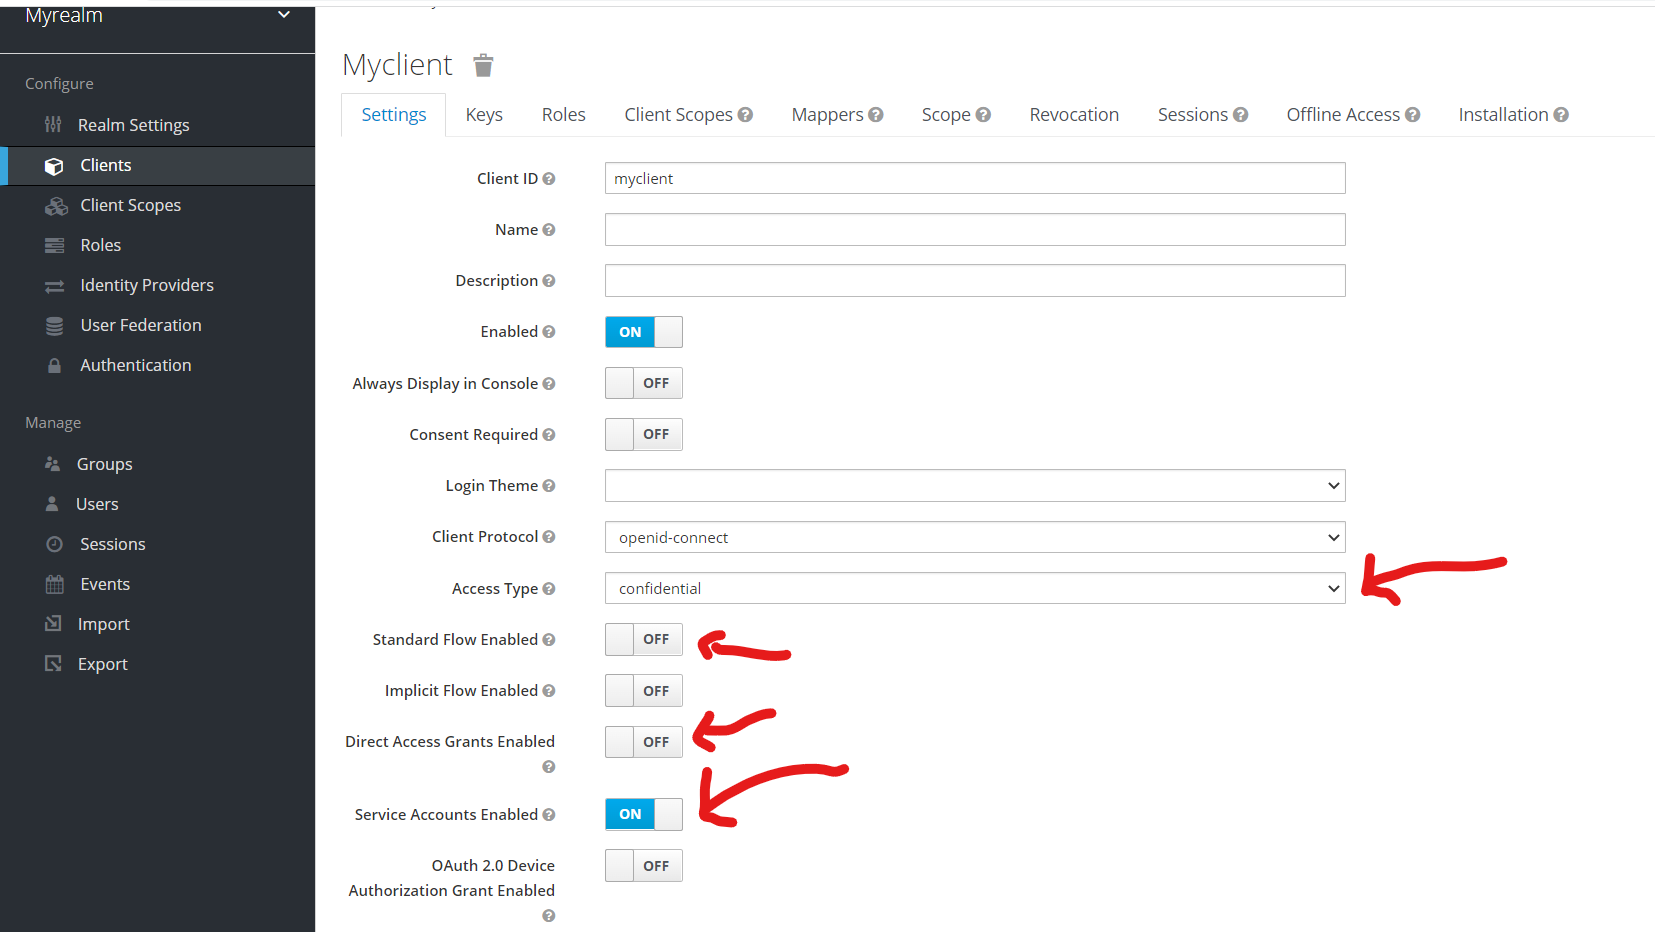 Myrealm
Configure
Realm Settings
Clients
Client Scopes
Roles
Identity Providers
User Federation
Authentication
Manage
Groups
Users
Sessions
Events
Import
Export
Myclient
Settings Keys Roles Client Scopes Mappers Scope Revocation Sessions Offline Access Installation
Client ID myclient
Name
Description
Enabled ON
Always Display in Console OFF
Consent Required OFF
Login Theme
Client Protocol openid-connect
Access Type confidential
Standard Flow Enabled OFF
Implicit Flow Enabled OFF
Direct Access Grants Enabled OFF
Service Accounts Enabled ON
OAuth 2.0 Device OFF
Authorization Grant Enabled